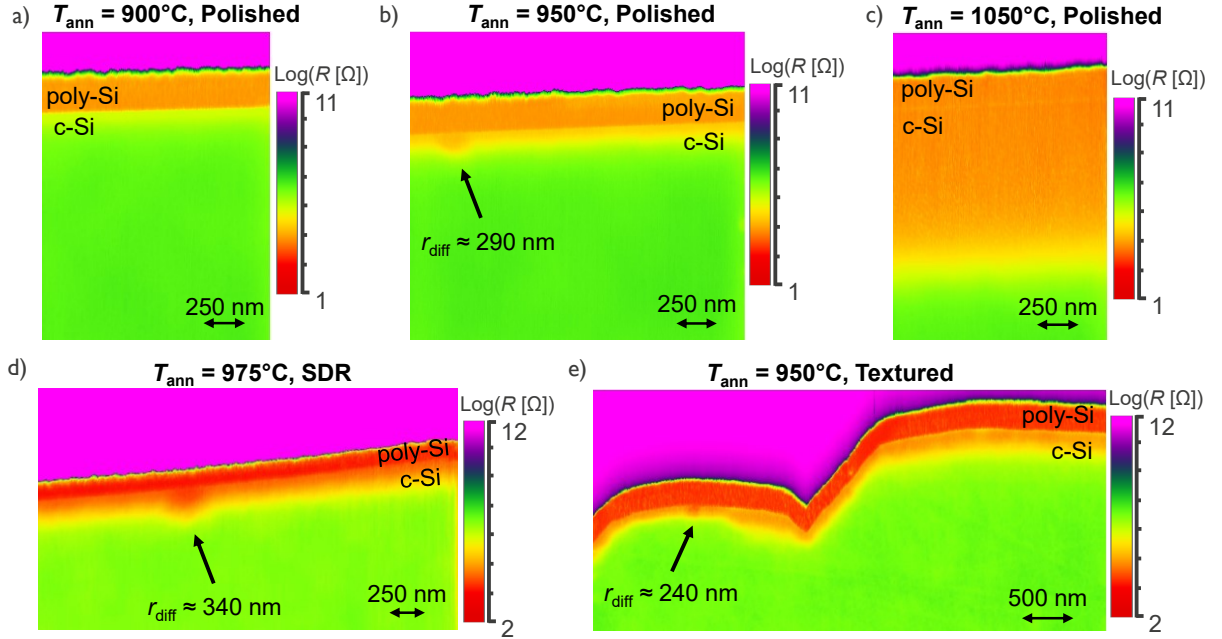 a)
T_ann = 900°C, Polished
Log(R [Ω])
11
poly-Si
c-Si
250 nm
1
b)
T_ann = 950°C, Polished
Log(R [Ω])
11
poly-Si
c-Si
r_diff ≈ 290 nm
250 nm
1
c)
T_ann = 1050°C, Polished
Log(R [Ω])
11
poly-Si
c-Si
250 nm
1
d)
T_ann = 975°C, SDR
Log(R [Ω])
12
poly-Si
c-Si
r_diff ≈ 340 nm
250 nm
2
e)
T_ann = 950°C, Textured
Log(R [Ω])
12
poly-Si
c-Si
r_diff ≈ 240 nm
500 nm
2